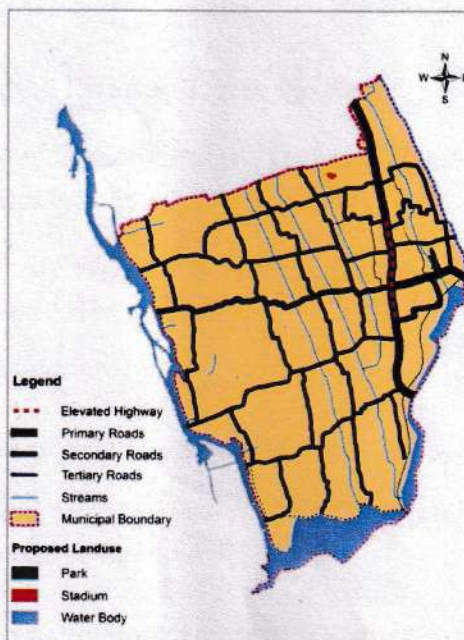 N
W
S
Legend
Elevated Highway
Primary Roads
Secondary Roads
Tertiary Roads
Streams
Municipal Boundary
Proposed Landuse
Park
Stadium
Water Body